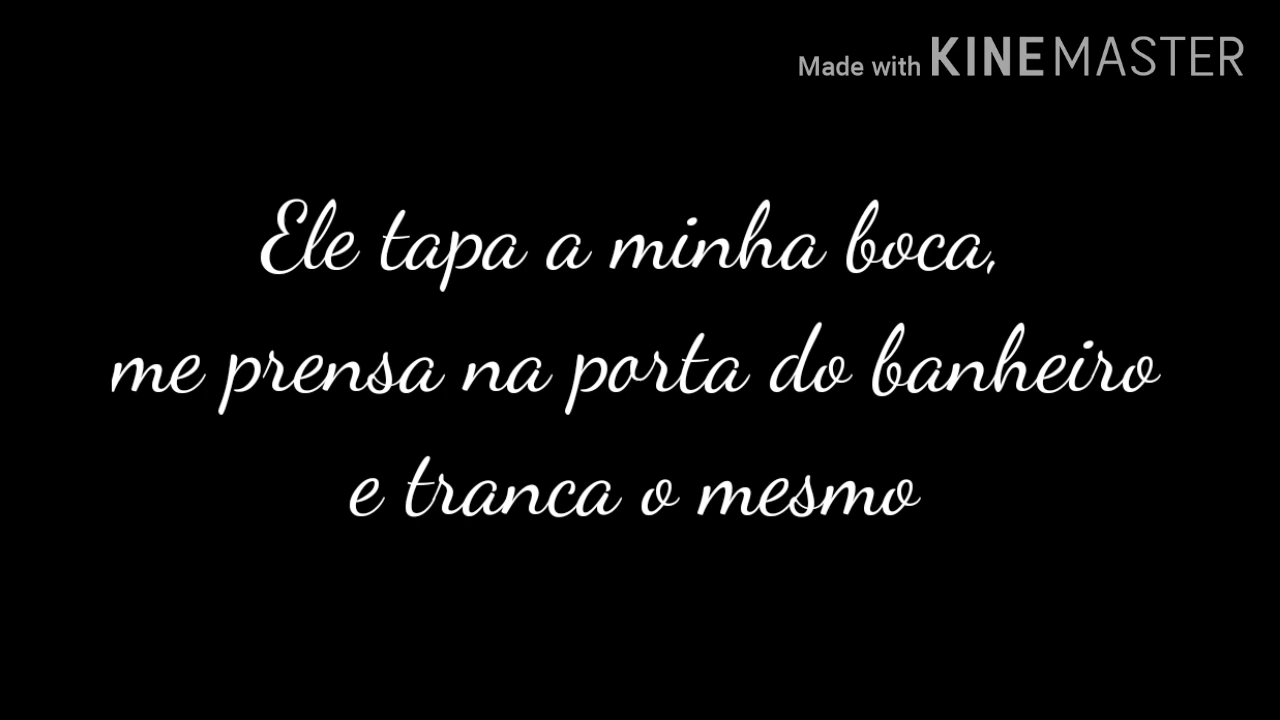 Made with KINEMASTER
Ele tapa a minha boca,
me prensa na porta do banheiro
e tranca o mesmo